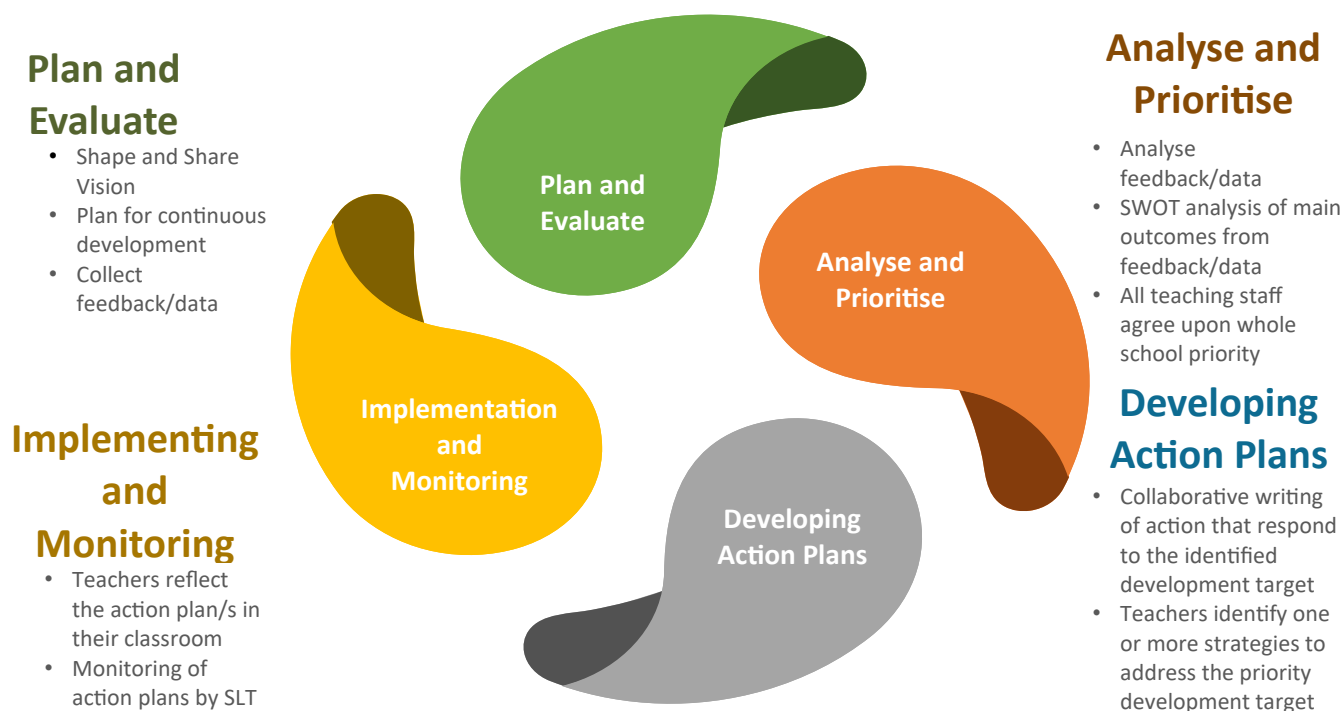 Plan and
Evaluate
• Shape and Share
Vision
• Plan for continuous
development
• Collect
feedback/data
Plan and
Evaluate
Analyse and
Prioritise
• Analyse
feedback/data
• SWOT analysis of main
outcomes from
feedback/data
• All teaching staff
agree upon whole
school priority
Analyse and
Prioritise
Implementation
and
Monitoring
Developing
Action Plans
Implementing
and
Monitoring
• Teachers reflect
the action plan/s in
their classroom
• Monitoring of
action plans by SLT
Developing
Action Plans
• Collaborative writing
of action that respond
to the identified
development target
• Teachers identify one
or more strategies to
address the priority
development target